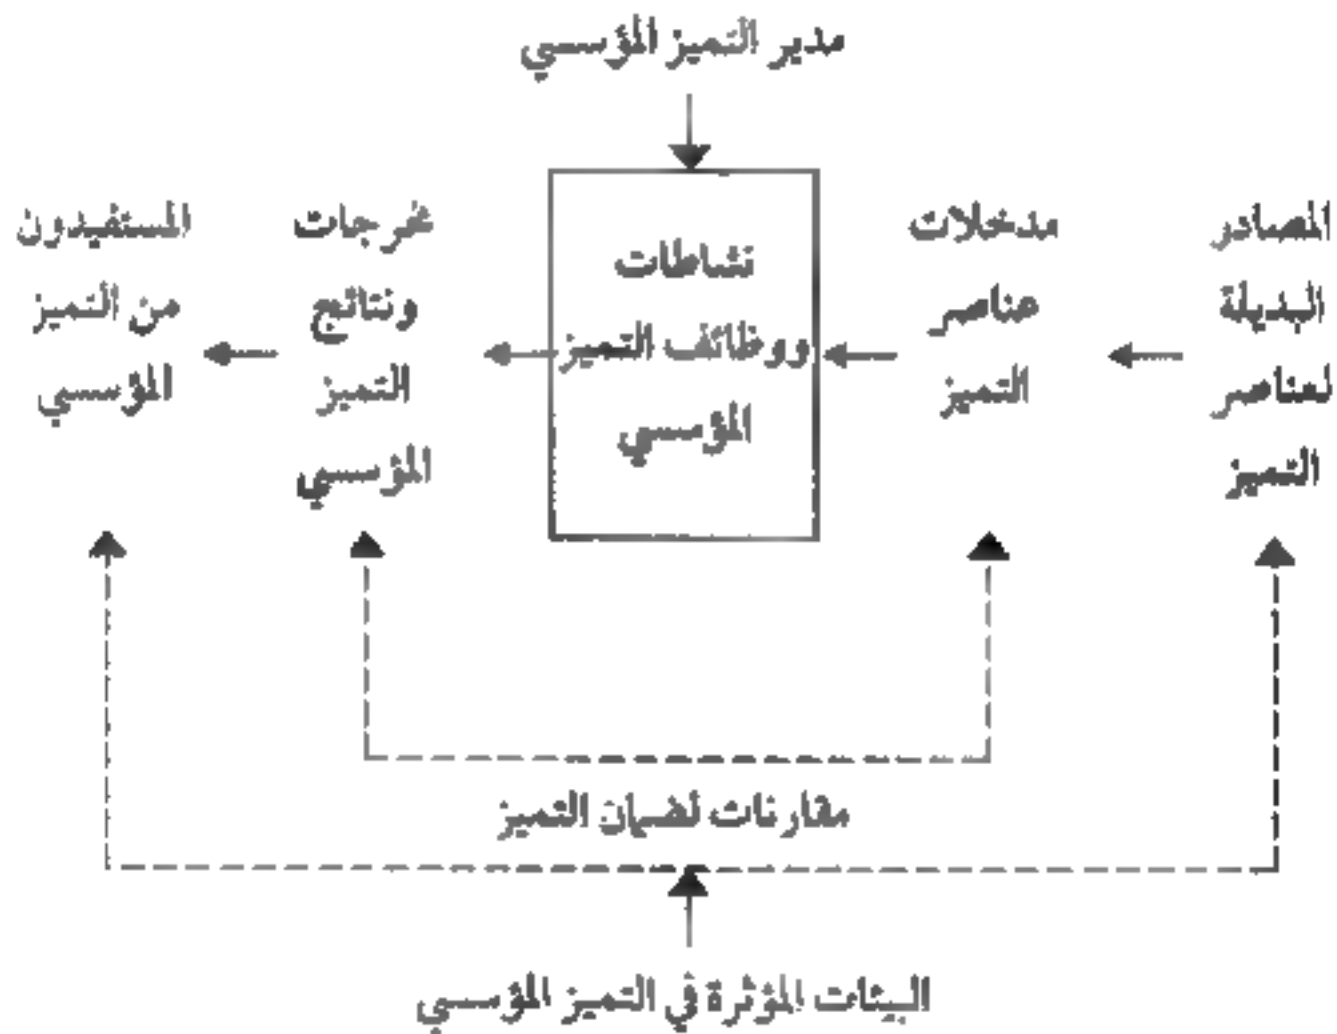 مدير التميز المؤسسي
المصادر
البديلة
لعناصر
التميز
مدخلات
عناصر
التميز
نشاطات
ووظائف التميز
المؤسسي
مخرجات
ونتائج
التميز
المؤسسي
المستفيدون
من التميز
المؤسسي
مقارنات لضمان التميز
البيئات المؤثرة في التميز المؤسسي